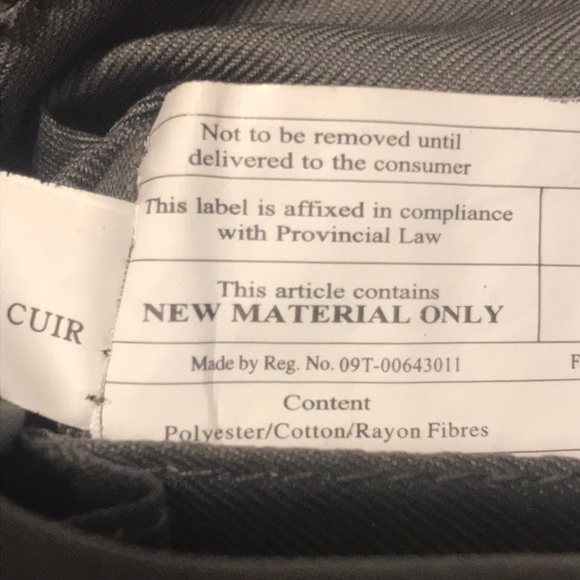 Not to be removed until
delivered to the consumer
This label is affixed in compliance
with Provincial Law
This article contains
NEW MATERIAL ONLY
CUIR
Made by Reg. No. 09T-00643011
F
Content
Polyester/Cotton/Rayon Fibres